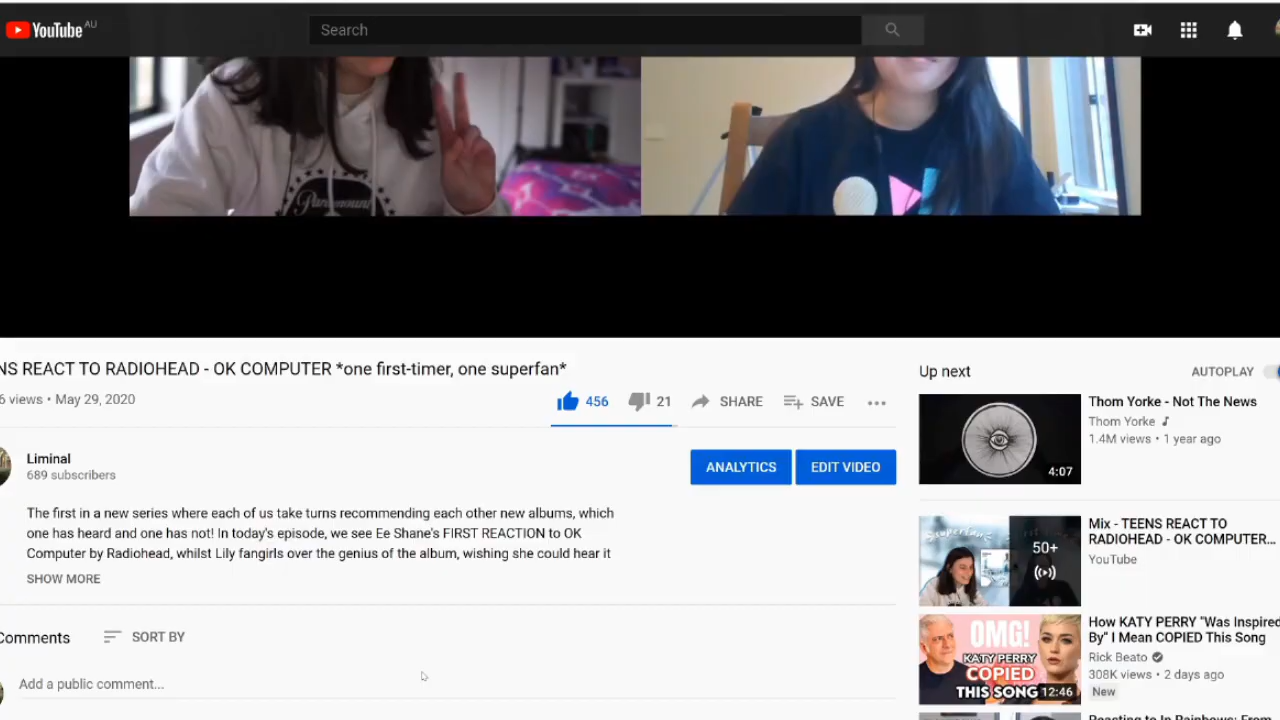 YouTube AU
Search
Paramount
NS REACT TO RADIOHEAD - OK COMPUTER *one first-timer, one superfan*
6 views • May 29, 2020
456
21
SHARE
SAVE
Liminal
689 subscribers
ANALYTICS
EDIT VIDEO
The first in a new series where each of us take turns recommending each other new albums, which
one has heard and one has not! In today's episode, we see Ee Shane's FIRST REACTION to OK
Computer by Radiohead, whilst Lily fangirls over the genius of the album, wishing she could hear it
SHOW MORE
Comments
SORT BY
Add a public comment...
Up next
AUTOPLAY
4:07
Thom Yorke - Not The News
Thom Yorke
1.4M views • 1 year ago
superfan
50+
Mix - TEENS REACT TO
RADIOHEAD - OK COMPUTER...
YouTube
OMG!
KATY PERRY
COPIED
THIS SONG
12:46
How KATY PERRY "Was Inspired
By" I Mean COPIED This Song
Rick Beato
308K views • 2 days ago
New
Reacting to In Rainbows: From